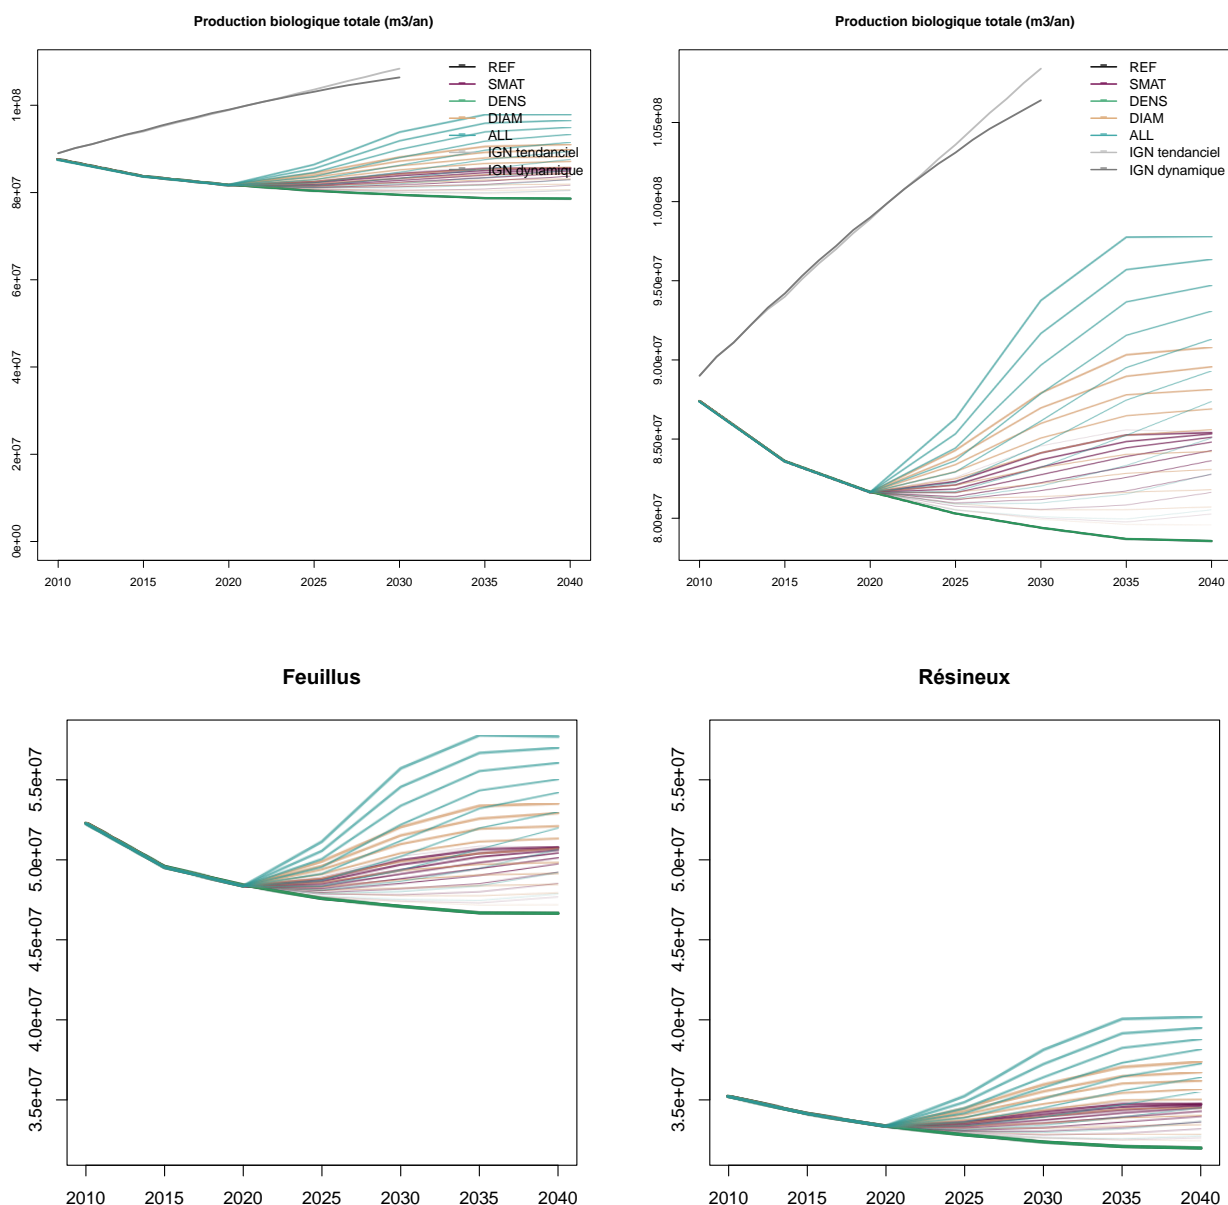 Production biologique totale (m3/an)
1e+08
8e+07
6e+07
4e+07
2e+07
0e+00
REF
SMAT
DENS
DIAM
ALL
IGN tendanciel
IGN dynamique
2010 2015 2020 2025 2030 2035 2040
Production biologique totale (m3/an)
1.05e+08
1.00e+08
9.50e+07
9.00e+07
8.50e+07
8.00e+07
REF
SMAT
DENS
DIAM
ALL
IGN tendanciel
IGN dynamique
2010 2015 2020 2025 2030 2035 2040
Feuillus
5.5e+07
5.0e+07
4.5e+07
4.0e+07
3.5e+07
2010 2015 2020 2025 2030 2035 2040
Résineux
5.5e+07
5.0e+07
4.5e+07
4.0e+07
3.5e+07
2010 2015 2020 2025 2030 2035 2040